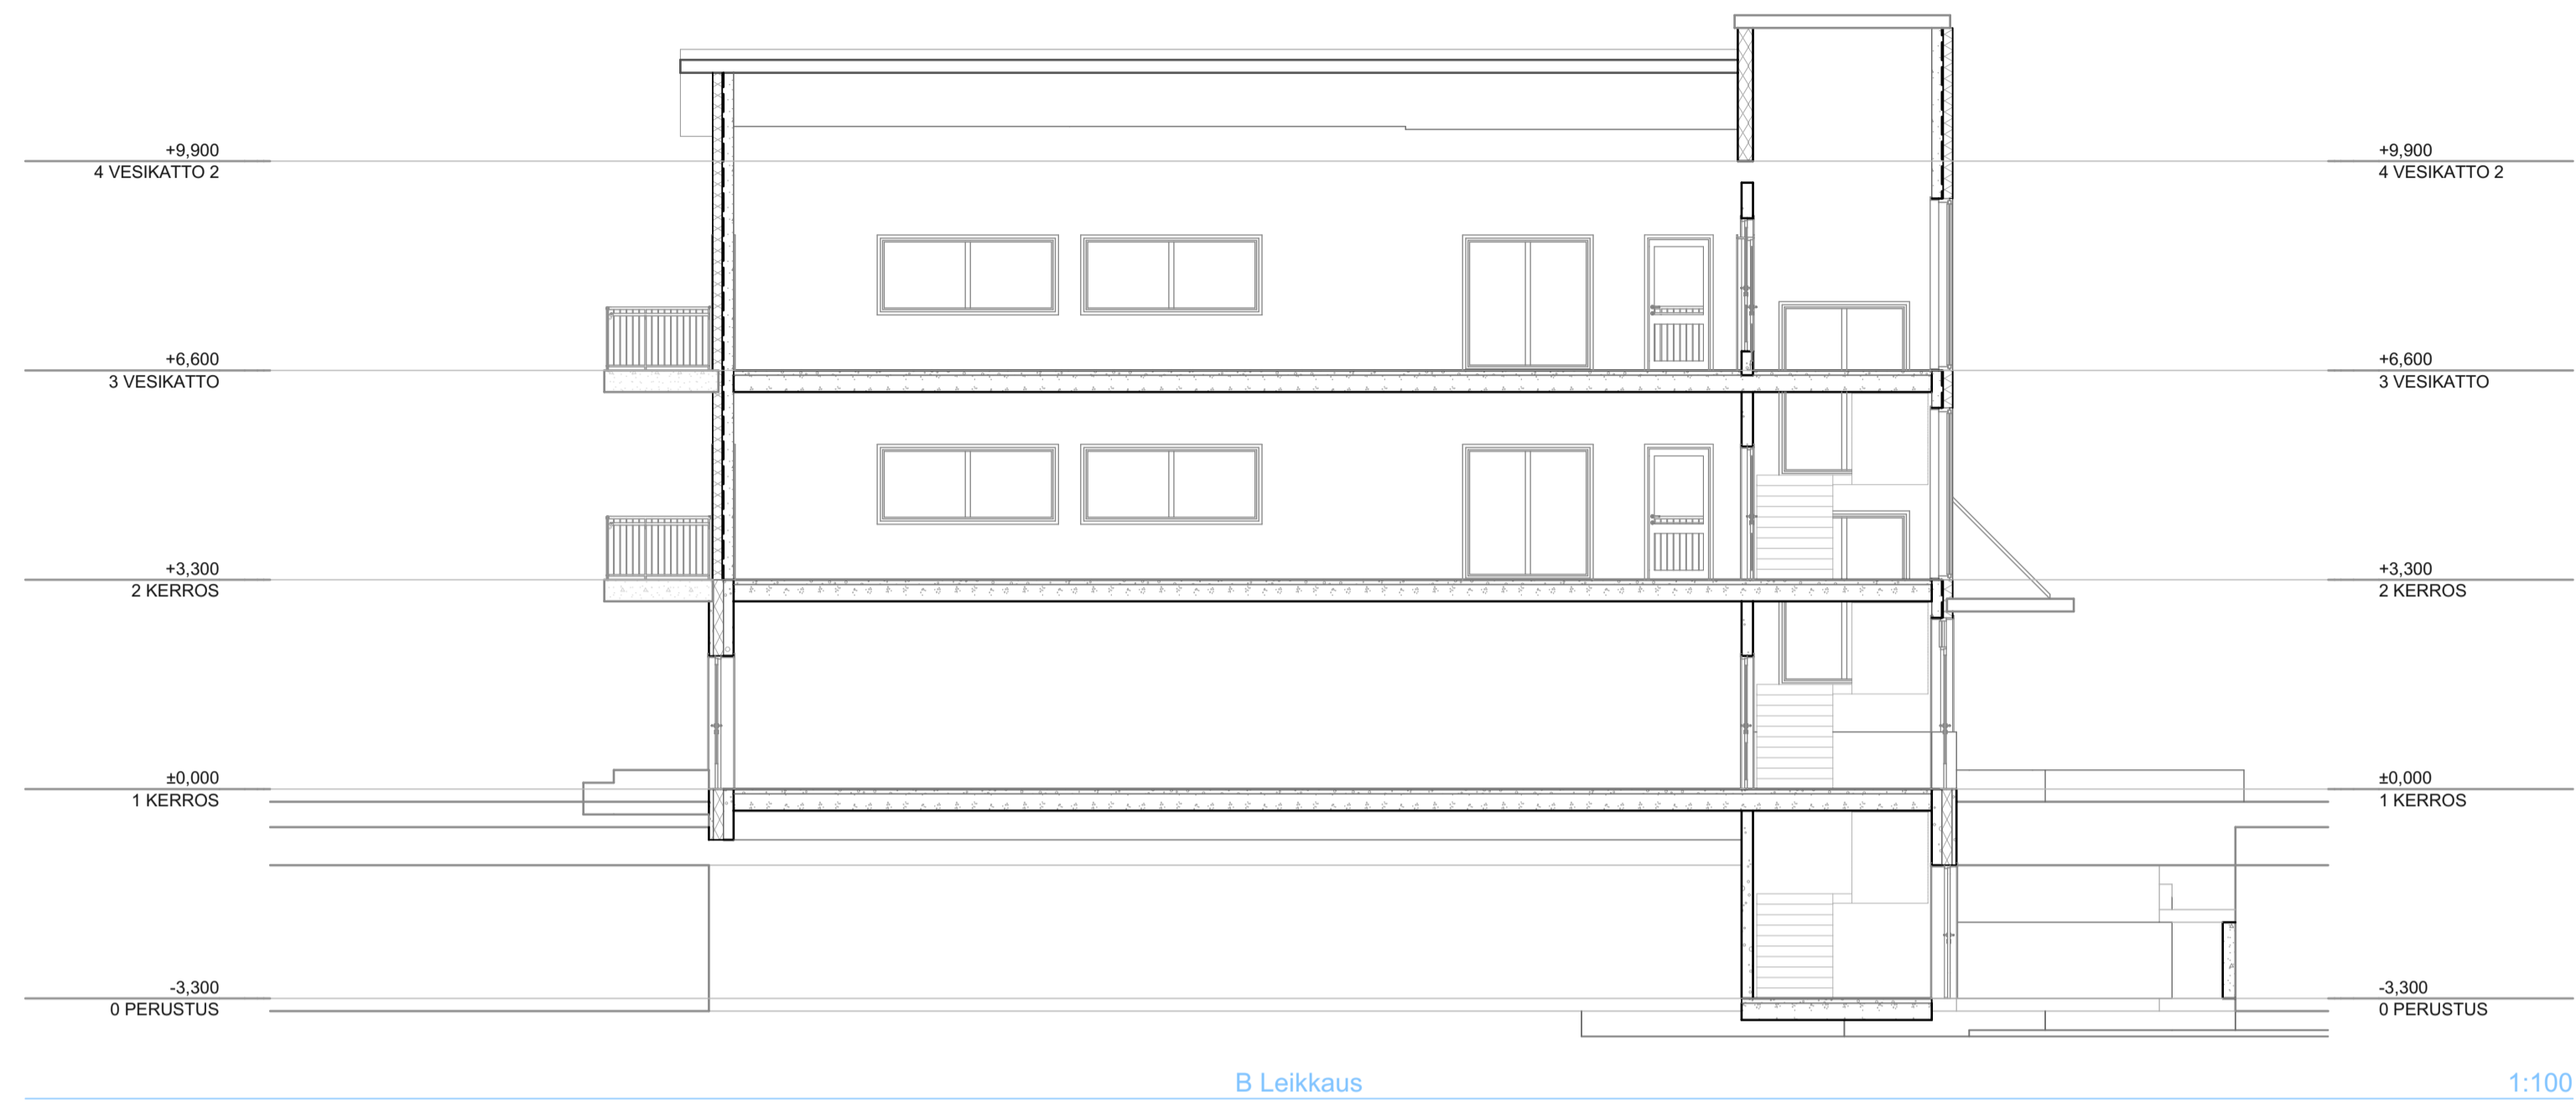 +9,900
4 VESIKATTO 2
+9,900
4 VESIKATTO 2
+6,600
3 VESIKATTO
+6,600
3 VESIKATTO
+3,300
2 KERROS
+3,300
2 KERROS
±0,000
1 KERROS
±0,000
1 KERROS
-3,300
0 PERUSTUS
-3,300
0 PERUSTUS
B Leikkaus
1:100